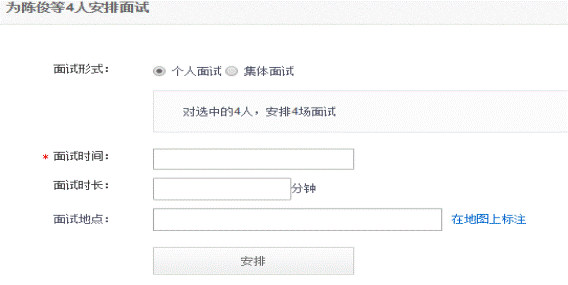 为陈俊等4人安排面试
面试形式： 个人面试 集体面试
对选中的4人，安排4场面试
* 面试时间：
面试时长： 分钟
面试地点： 在地图上标注
安排